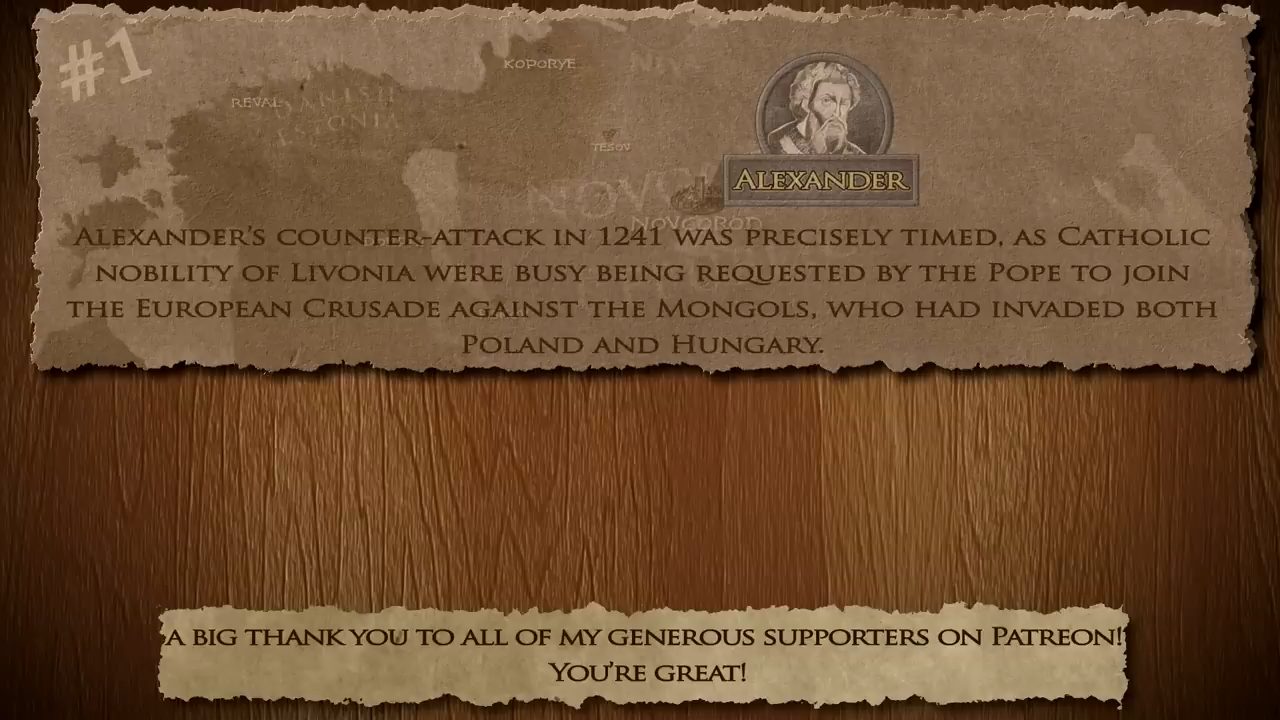 #1
KOPORYE
REVAL
DANISH
ESTONIA
TESOV
ALEXANDER
NOVGOROD
ALEXANDER'S COUNTER-ATTACK IN 1241 WAS PRECISELY TIMED, AS CATHOLIC
NOBILITY OF LIVONIA WERE BUSY BEING REQUESTED BY THE POPE TO JOIN
THE EUROPEAN CRUSADE AGAINST THE MONGOLS, WHO HAD INVADED BOTH
POLAND AND HUNGARY.
A BIG THANK YOU TO ALL OF MY GENEROUS SUPPORTERS ON PATREON!
YOU'RE GREAT!